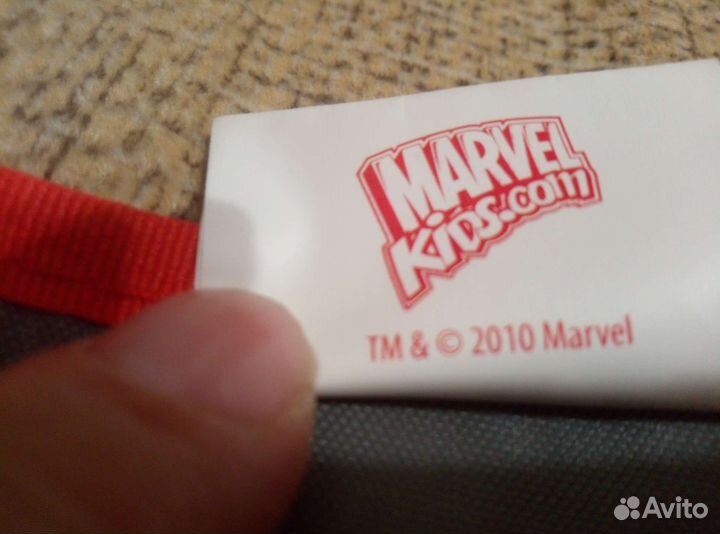 MARVEL
KiDS.com
TM & © 2010 Marvel
Avito